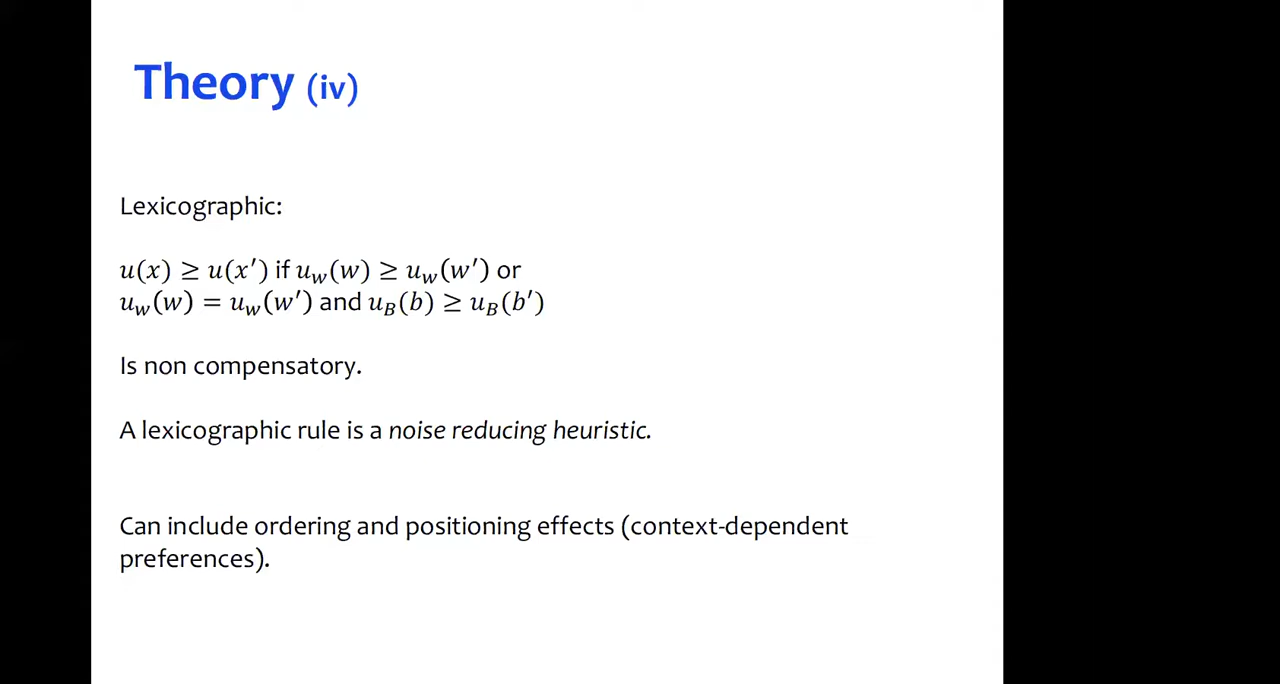 Theory (iv)
Lexicographic:
u(x) ≥ u(x′) if u_w(w) ≥ u_w(w′) or
u_w(w) = u_w(w′) and u_B(b) ≥ u_B(b′)
Is non compensatory.
A lexicographic rule is a noise reducing heuristic.
Can include ordering and positioning effects (context-dependent
preferences).